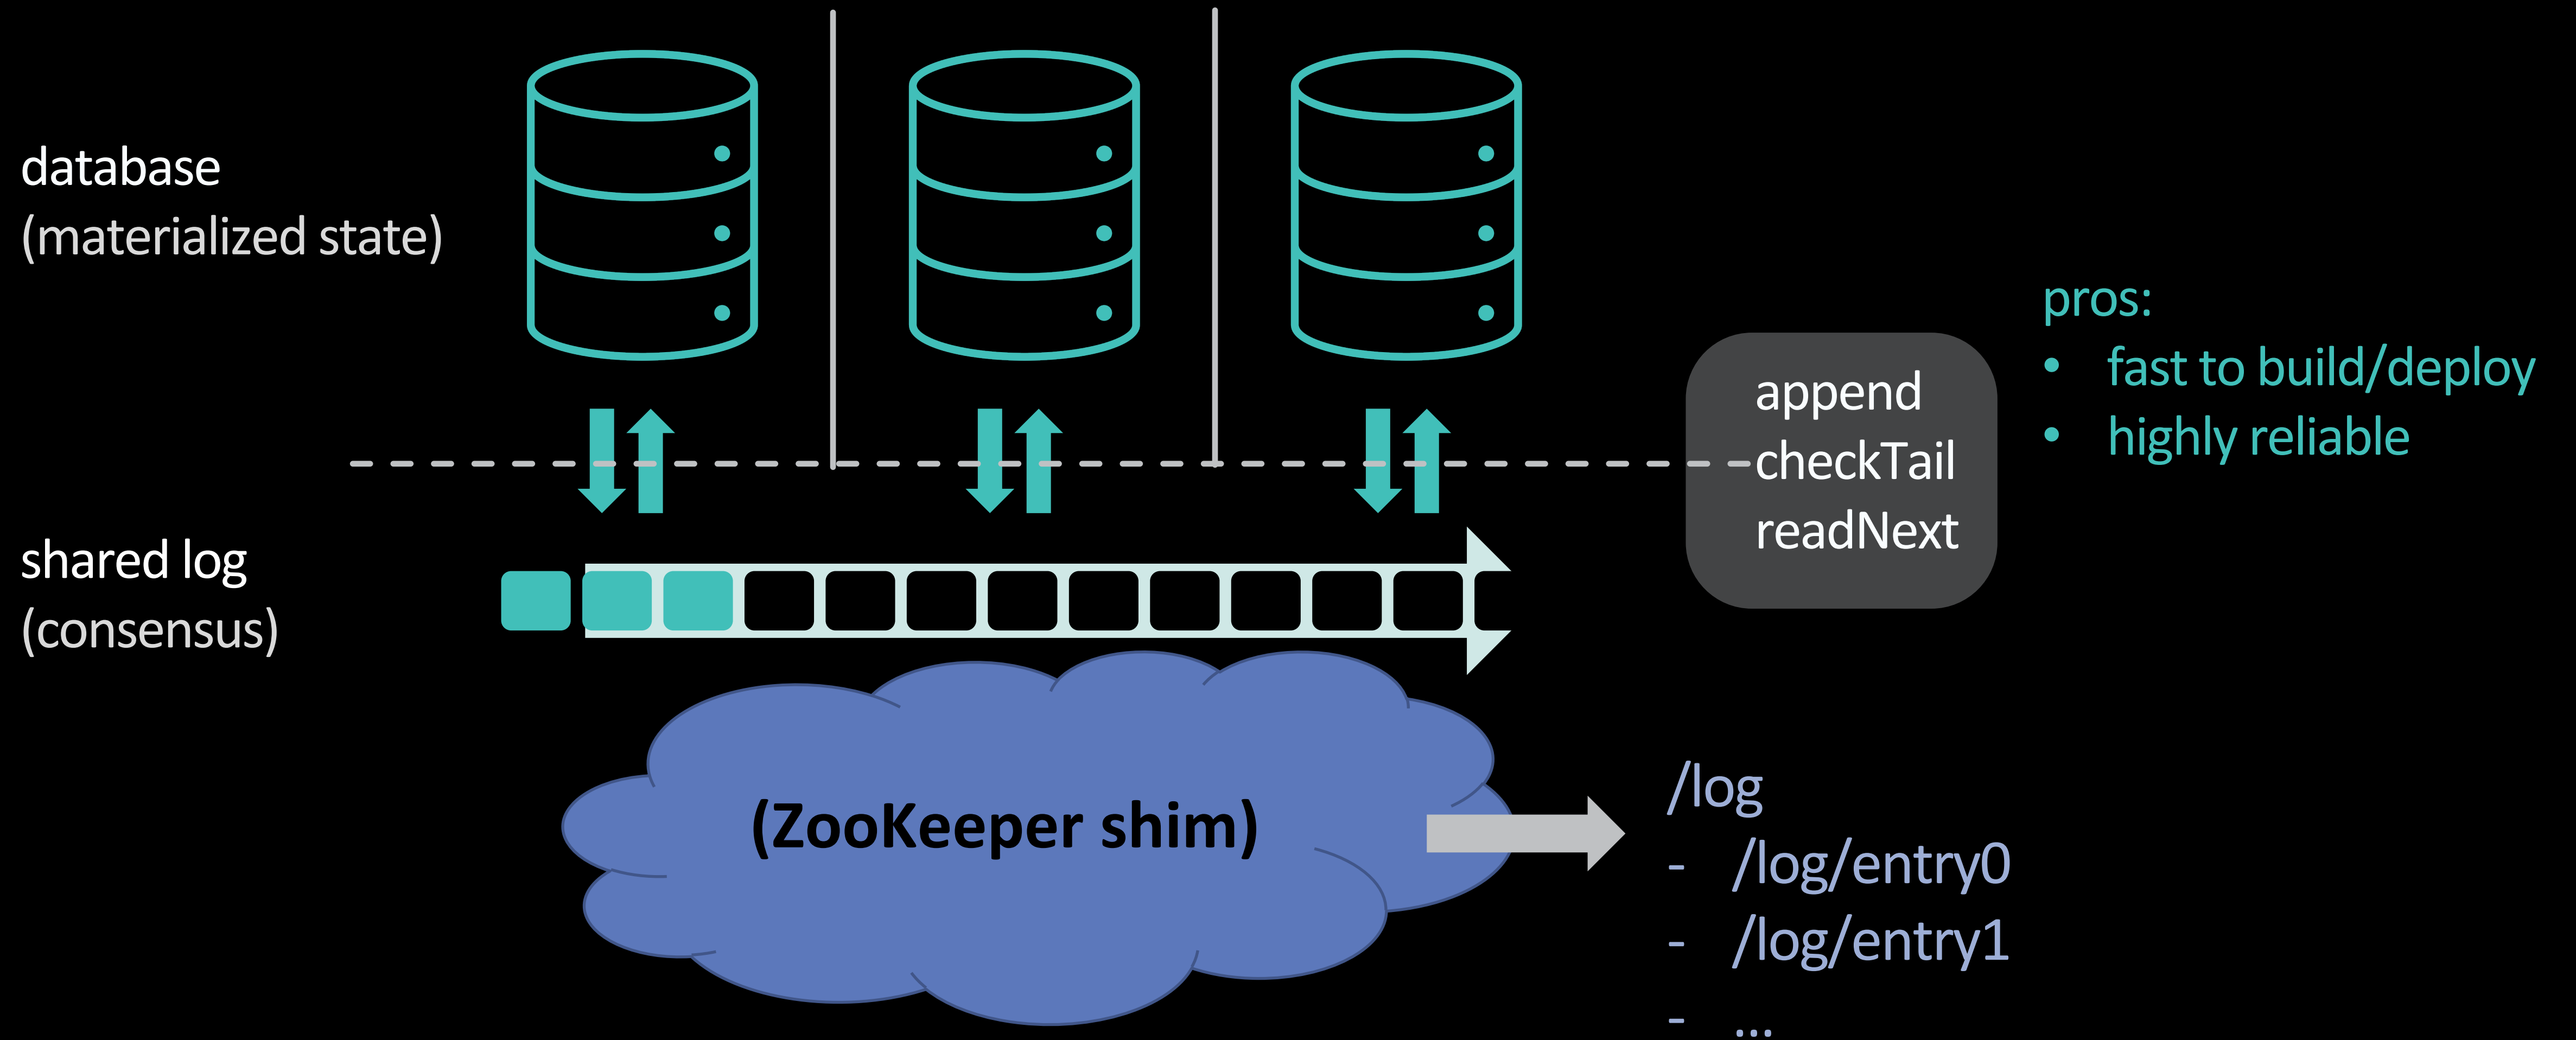 database
(materialized state)
pros:
• fast to build/deploy
• highly reliable
append
checkTail
readNext
shared log
(consensus)
(ZooKeeper shim)
/log
- /log/entry0
- /log/entry1
- ...